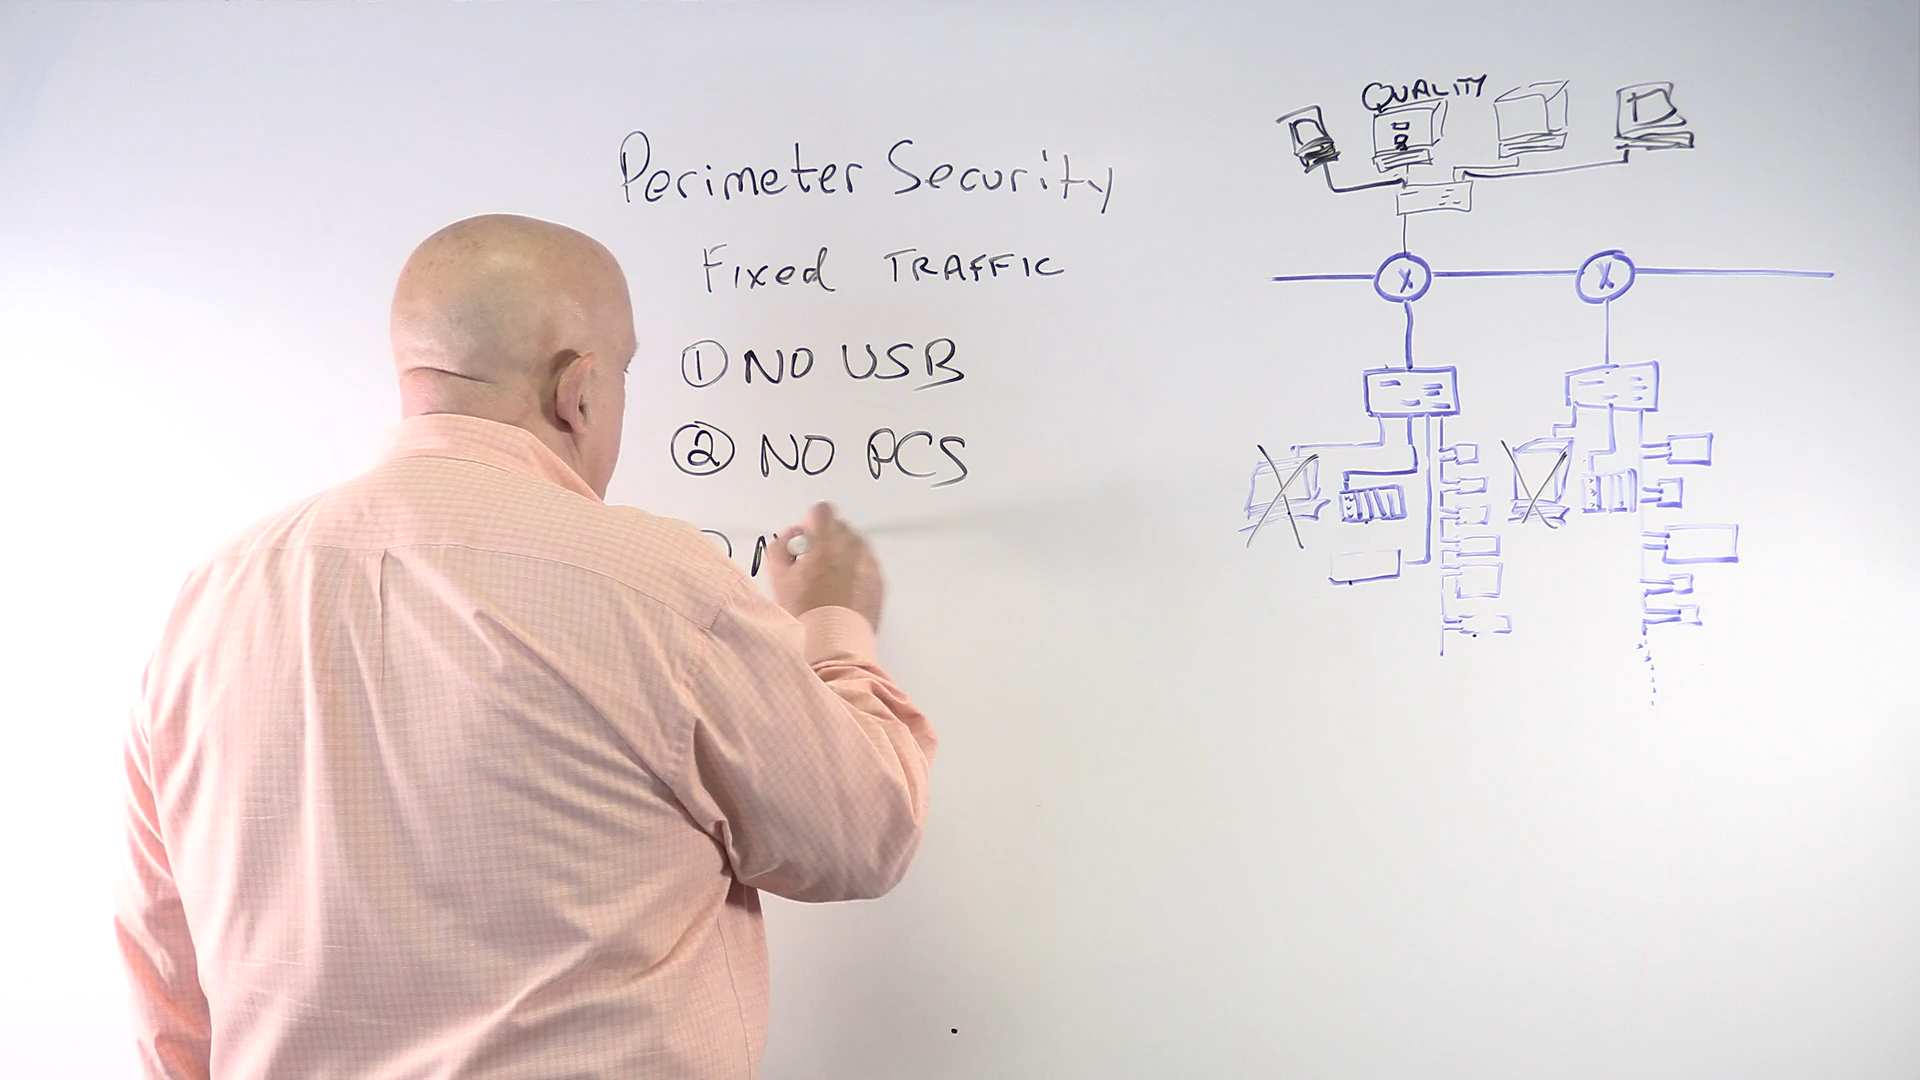 Perimeter Security
Fixed TRAFFIC
① NO USB
② NO PCS
QUALITY
X
X